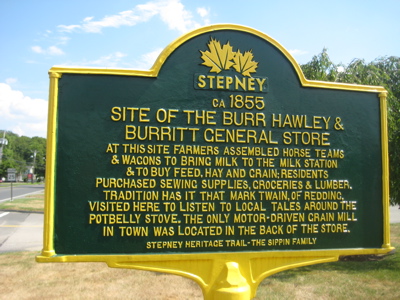 STEPNEY
CA 1855
SITE OF THE BURR HAWLEY &
BURRITT GENERAL STORE
AT THIS SITE FARMERS ASSEMBLED HORSE TEAMS
& WAGONS TO BRING MILK TO THE MILK STATION
& TO BUY FEED, HAY AND GRAIN; RESIDENTS
PURCHASED SEWING SUPPLIES, GROCERIES & LUMBER.
TRADITION HAS IT THAT MARK TWAIN, OF REDDING,
VISITED HERE TO LISTEN TO LOCAL TALES AROUND THE
POTBELLY STOVE. THE ONLY MOTOR-DRIVEN GRAIN MILL
IN TOWN WAS LOCATED IN THE BACK OF THE STORE.
STEPNEY HERITAGE TRAIL-THE SIPPIN FAMILY